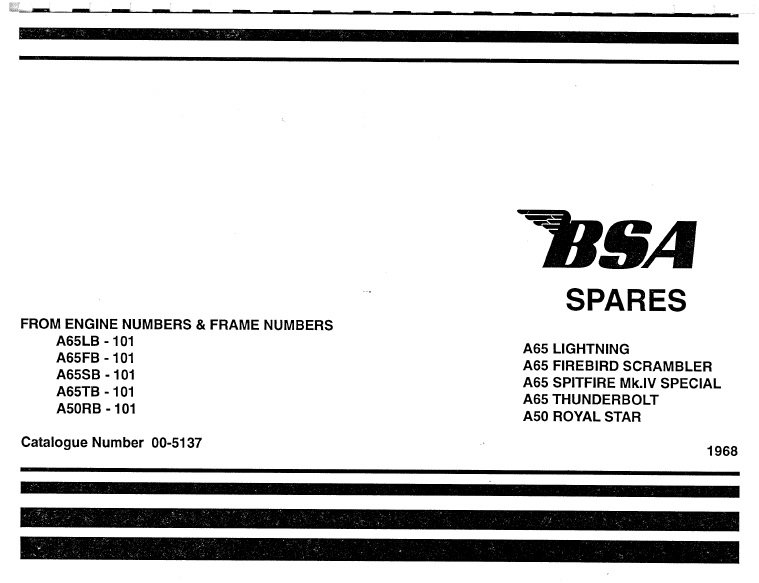 BSA
SPARES
FROM ENGINE NUMBERS & FRAME NUMBERS
A65LB - 101
A65FB - 101
A65SB - 101
A65TB - 101
A50RB - 101
Catalogue Number 00-5137
A65 LIGHTNING
A65 FIREBIRD SCRAMBLER
A65 SPITFIRE Mk.IV SPECIAL
A65 THUNDERBOLT
A50 ROYAL STAR
1968